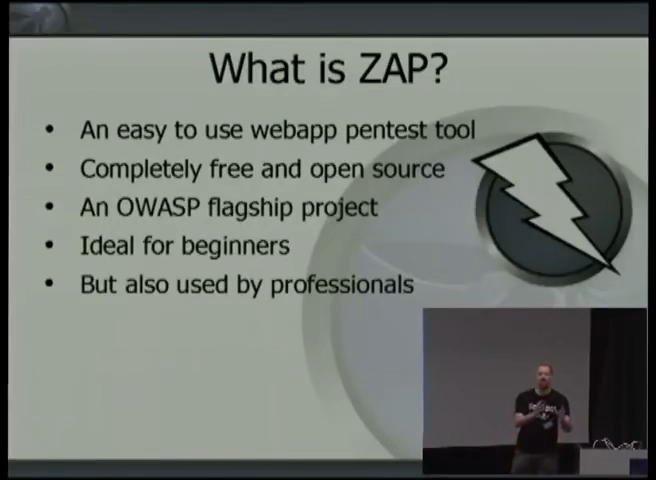 What is ZAP?
• An easy to use webapp pentest tool
• Completely free and open source
• An OWASP flagship project
• Ideal for beginners
• But also used by professionals